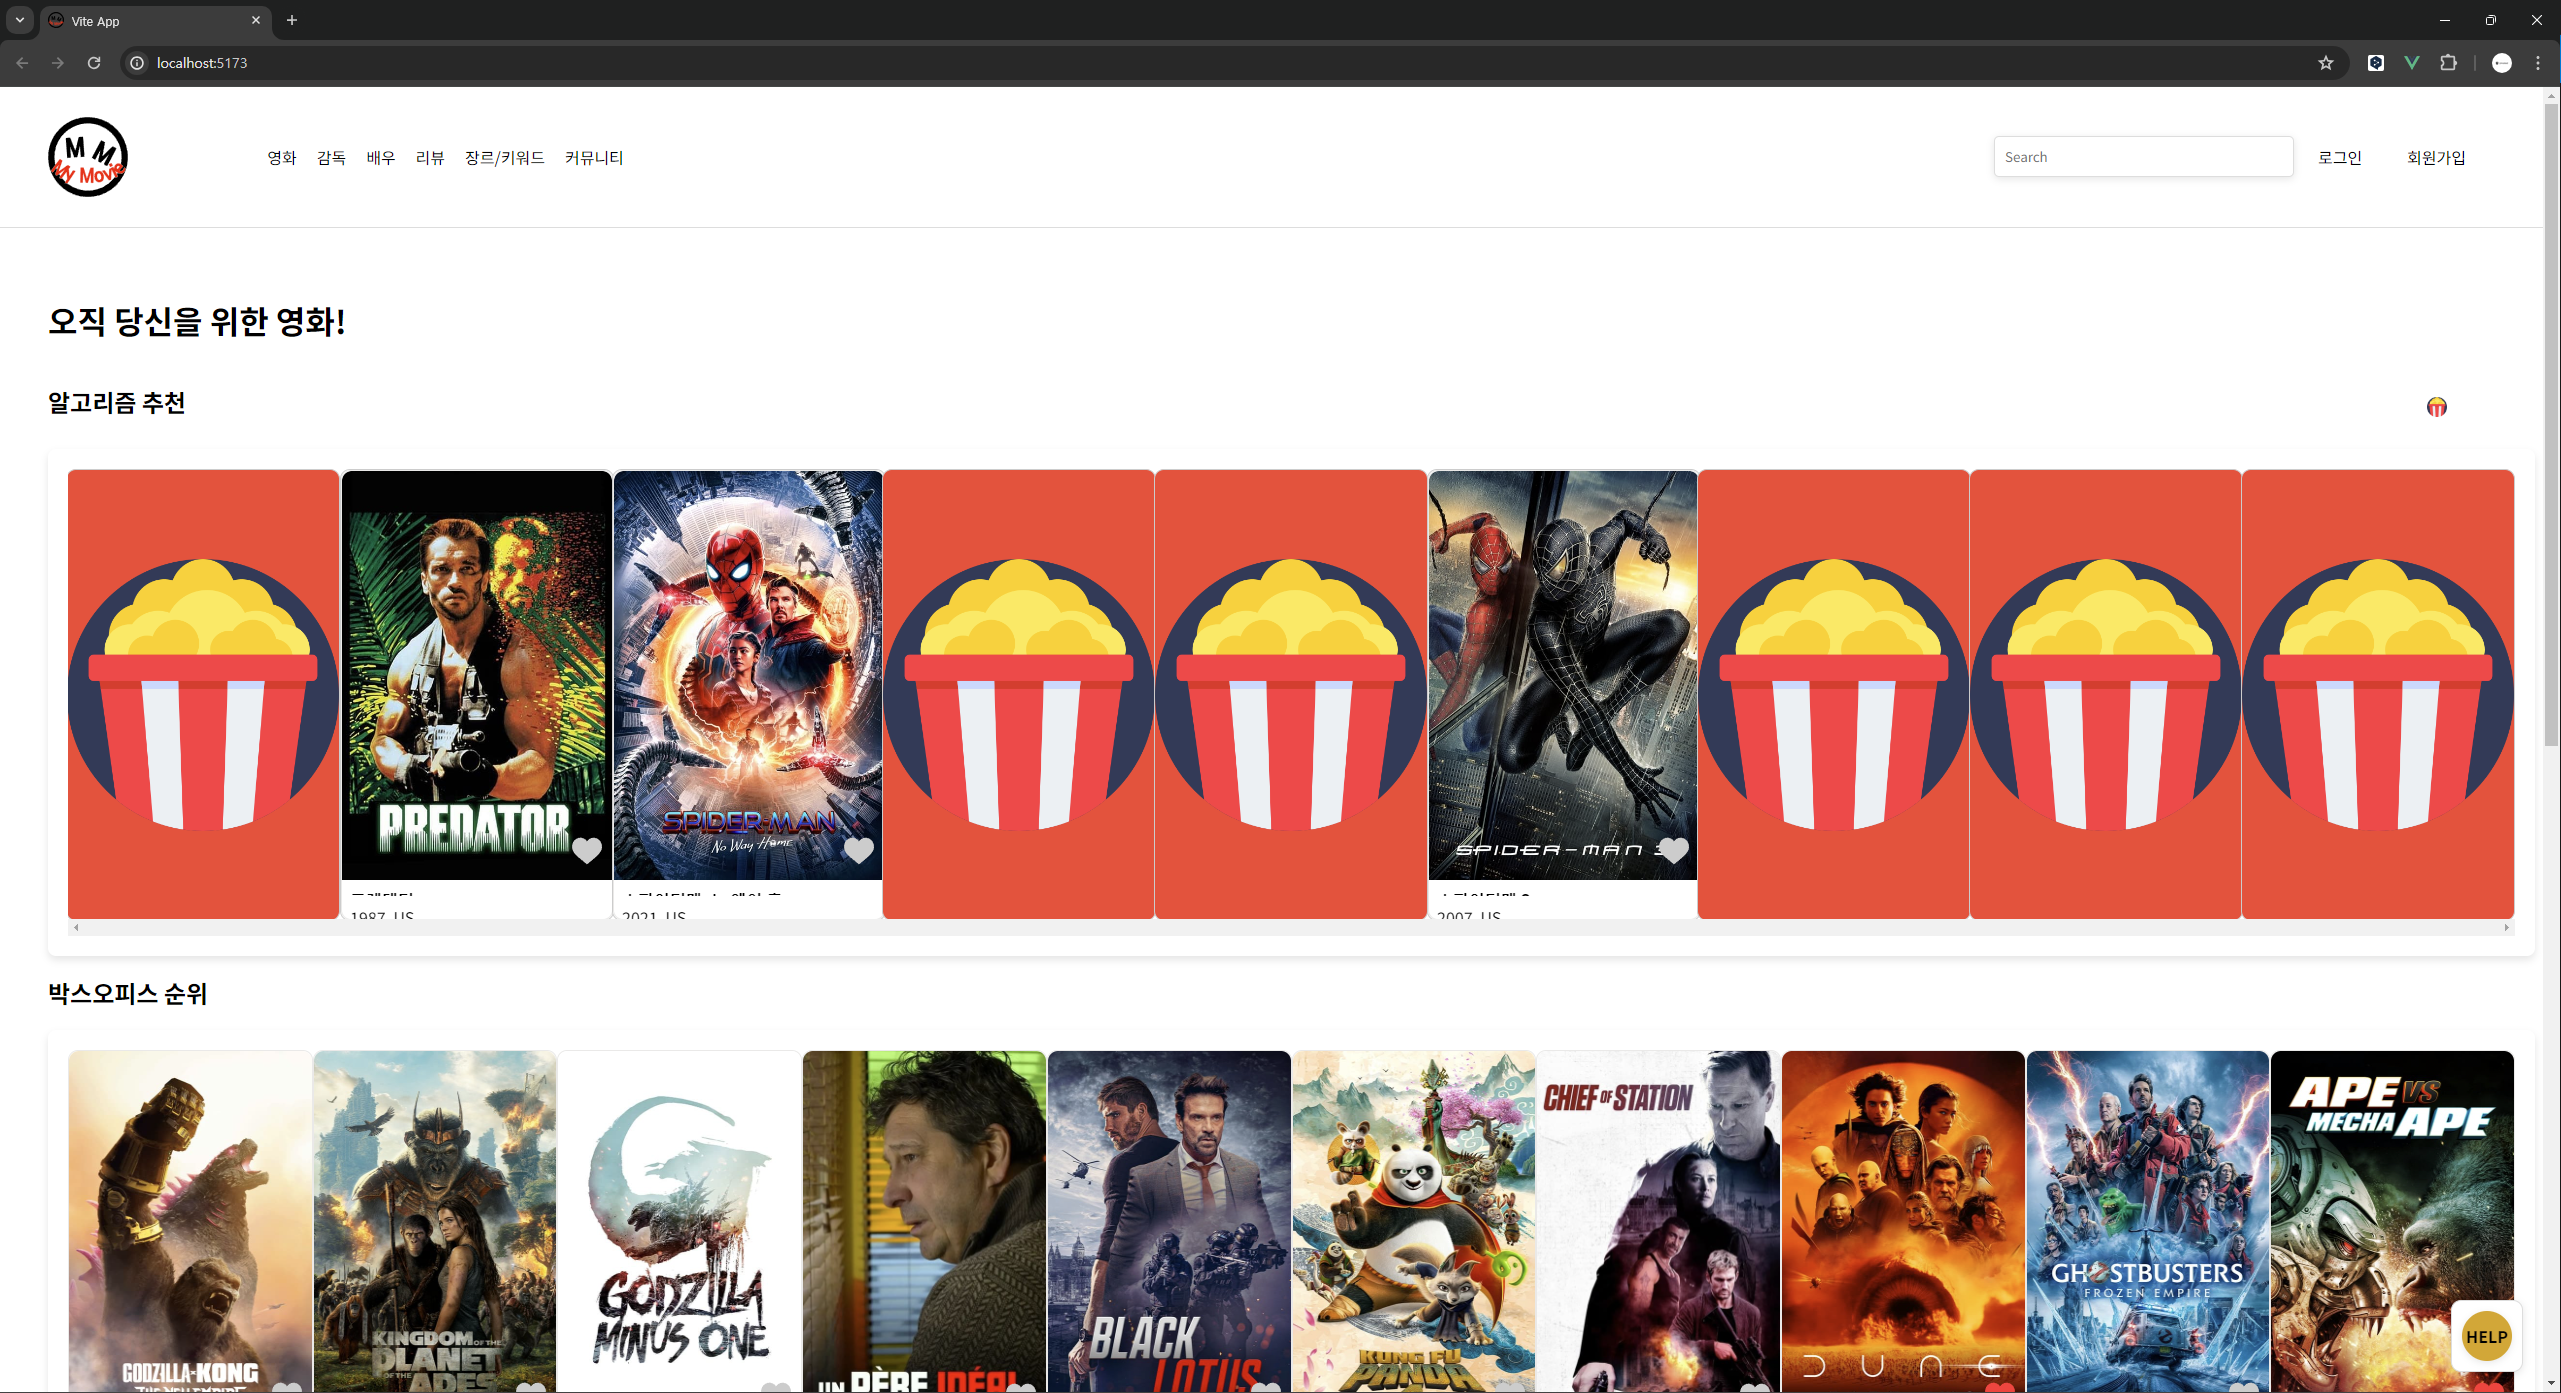 Vite App
localhost:5173
M M
My Movie
영화 감독 배우 리뷰 장르/키워드 커뮤니티
Search
로그인 회원가입
오직 당신을 위한 영화!
알고리즘 추천
PREDATOR
SPIDER-MAN
No Way Home
SPIDER-MAN 3
1987, US
2021, US
2007, US
박스오피스 순위
GODZILLA × KONG
THE NEW EMPIRE
KINGDOM OF THE
PLANET
OF THE APES
GODZILLA
MINUS ONE
UN PÈRE IDÉAL
BLACK
LOTUS
KUNG FU
PANDA
CHIEF OF STATION
DUNE
GHOSTBUSTERS
FROZEN EMPIRE
APE VS
MECHA APE
HELP